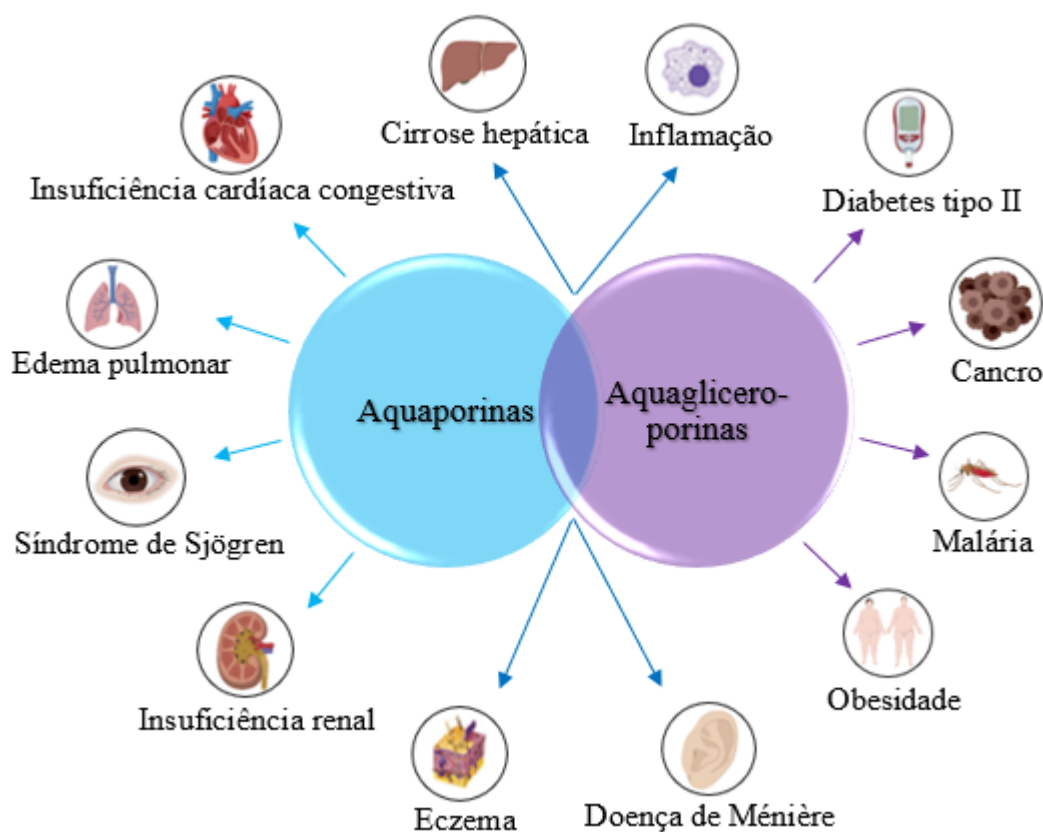 Cirrose hepática
Inflamação
Insuficiência cardíaca congestiva
Diabetes tipo II
Edema pulmonar
Cancro
Aquaporinas
Aquaglicero-
porinas
Síndrome de Sjögren
Malária
Insuficiência renal
Obesidade
Eczema
Doença de Ménière